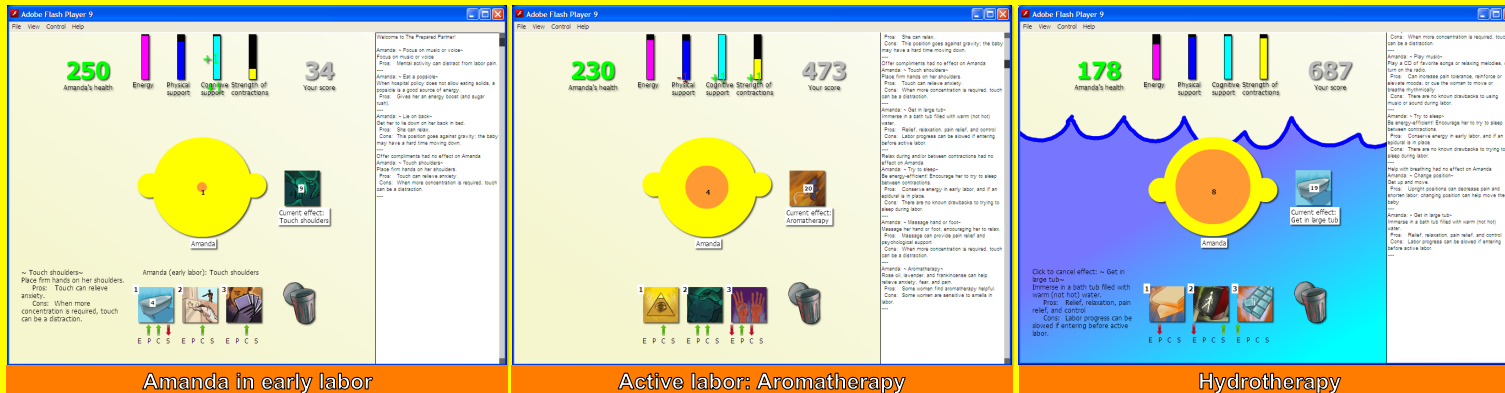 Adobe Flash Player 9
File View Control Help
250
Amanda's health
Energy
Physical support
Cognitive support
Strength of contractions
34
Your score
1
Amanda
9
Current effect:
Touch shoulders
~ Touch shoulders~
Place firm hands on her shoulders.
Pros: Touch can relieve
anxiety.
Cons: When more
concentration is required, touch
can be a distraction.
Amanda (early labor): Touch shoulders
1
4
2
3
E P C S
E P C S
E P C S
Welcome to The Prepared Partner!
Amanda: ~ Focus on music or voice~
Focus on music or voice
Pros: Mental activity can distract from labor pain.
---
Amanda: ~ Eat a popsicle~
When hospital policy does not allow eating solids, a
popsicle is a good source of energy.
Pros: Gives her an energy boost (and sugar
rush).
---
Amanda: ~ Lie on back~
Get her to lie down on her back in bed.
Pros: She can relax.
Cons: This position goes against gravity; the baby
may have a hard time moving down.
---
Offer compliments had no effect on Amanda
Amanda: ~ Touch shoulders~
Place firm hands on her shoulders.
Pros: Touch can relieve anxiety.
Cons: When more concentration is required, touch
can be a distraction.
---
Amanda in early labor
Adobe Flash Player 9
File View Control Help
230
Amanda's health
Energy
Physical support
Cognitive support
Strength of contractions
473
Your score
4
Amanda
20
Current effect:
Aromatherapy
1
2
3
E P C S
E P C S
E P C S
Pros: She can relax.
Cons: This position goes against gravity; the baby
may have a hard time moving down.
---
Offer compliments had no effect on Amanda
Amanda: ~ Touch shoulders~
Place firm hands on her shoulders.
Pros: Touch can relieve anxiety.
Cons: When more concentration is required, touch
can be a distraction.
---
Amanda: ~ Get in large tub~
Immerse in a bath tub filled with warm (not hot)
water.
Pros: Relief, relaxation, pain relief, and control
Cons: Labor progress can be slowed if entering
before active labor.
---
Relax during and/or between contractions had no
effect on Amanda
Amanda: ~ Try to sleep~
Be energy-efficient! Encourage her to try to sleep
between contractions.
Pros: Conserve energy in early labor, and if an
epidural is in place.
Cons: There are no known drawbacks to trying to
sleep during labor.
---
Amanda: ~ Massage hand or foot~
Massage her hand or foot, encouraging her to relax.
Pros: Massage can provide pain relief and
psychological support
Cons: When more concentration is required, touch
can be a distraction.
---
Amanda: ~ Aromatherapy~
Rose oil, lavender, and frankincense can help
relieve anxiety, fear, and pain.
Pros: Some women find aromatherapy helpful.
Cons: Some women are sensitive to smells in
labor.
---
Active labor: Aromatherapy
Adobe Flash Player 9
File View Control Help
178
Amanda's health
Energy
Physical support
Cognitive support
Strength of contractions
687
Your score
8
Amanda
19
Current effect:
Get in large tub
Click to cancel effect: ~ Get in
large tub~
Immerse in a bath tub filled with
warm (not hot) water.
Pros: Relief, relaxation, pain
relief, and control
Cons: Labor progress can be
slowed if entering before active
labor.
1
2
3
E P C S
E P C S
E P C S
Cons: When more concentration is required, touch
can be a distraction.
---
Amanda: ~ Play music~
Play a CD of favorite songs or relaxing melodies,
turn on the radio.
Pros: Can increase pain tolerance, reinforce or
elevate moods, or cue the woman to move or
breathe rhythmically
Cons: There are no known drawbacks to using
music or sound during labor.
---
Amanda: ~ Try to sleep~
Be energy-efficient! Encourage her to try to sleep
between contractions.
Pros: Conserve energy in early labor, and if an
epidural is in place.
Cons: There are no known drawbacks to trying to
sleep during labor.
---
Help with breathing had no effect on Amanda
Amanda: ~ Change position~
Get up and move.
Pros: Upright positions can decrease pain and
shorten labor; changing position can help move the
baby.
---
Amanda: ~ Get in large tub~
Immerse in a bath tub filled with warm (not hot)
water.
Pros: Relief, relaxation, pain relief, and control
Cons: Labor progress can be slowed if entering
before active labor.
---
Hydrotherapy